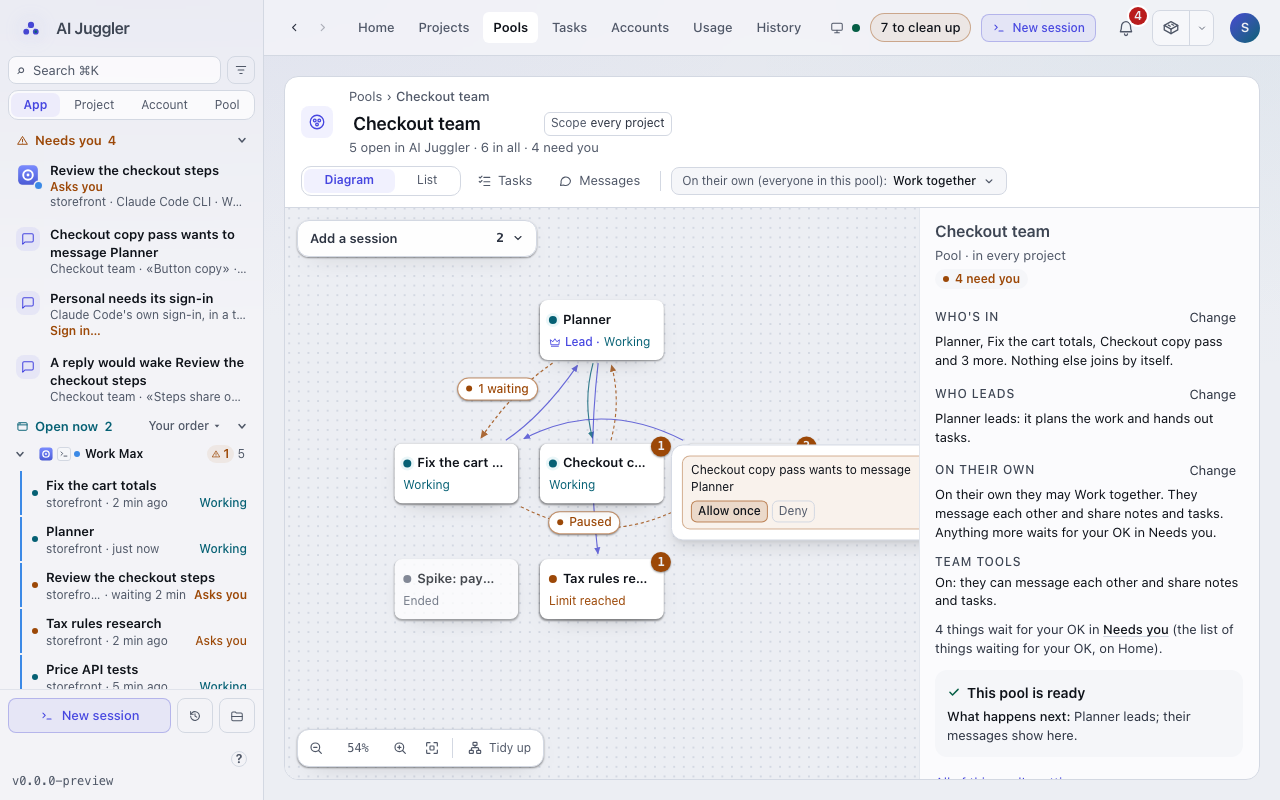 AI Juggler
Search ⌘K
App Project Account Pool
Needs you 4
Review the checkout steps
Asks you
storefront · Claude Code CLI · W...
Checkout copy pass wants to
message Planner
Checkout team · «Button copy» ·...
Personal needs its sign-in
Claude Code's own sign-in, in a t...
Sign in...
A reply would wake Review the
checkout steps
Checkout team · «Steps share o...
Open now 2 Your order
Work Max 1 5
Fix the cart totals
storefront · 2 min ago Working
Planner
storefront · just now Working
Review the checkout steps
storefro... · waiting 2 min Asks you
Tax rules research
storefront · 2 min ago Asks you
Price API tests
storefront · 5 min ago Working
New session
?
v0.0.0-preview
Home Projects Pools Tasks Accounts Usage History
7 to clean up
New session
4
S
Pools › Checkout team
Checkout team
Scope every project
5 open in AI Juggler · 6 in all · 4 need you
Diagram List Tasks Messages
On their own (everyone in this pool): Work together
Add a session 2
Planner
Lead · Working
1 waiting
Fix the cart ...
Working
1
Checkout c...
Working
Checkout copy pass wants to message
Planner
Allow once Deny
Paused
Spike: pay...
Ended
1
Tax rules re...
Limit reached
54% Tidy up
Checkout team
Pool · in every project
4 need you
WHO'S IN Change
Planner, Fix the cart totals, Checkout copy pass
and 3 more. Nothing else joins by itself.
WHO LEADS Change
Planner leads: it plans the work and hands out
tasks.
ON THEIR OWN Change
On their own they may Work together. They
message each other and share notes and tasks.
Anything more waits for your OK in Needs you.
TEAM TOOLS
On: they can message each other and share notes
and tasks.
4 things wait for your OK in Needs you (the list of
things waiting for your OK, on Home).
This pool is ready
What happens next: Planner leads; their
messages show here.